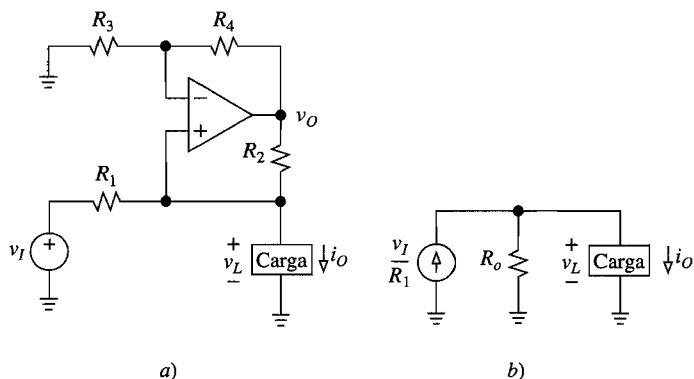 R3
R4
−
+
vO
R2
R1
vI
+
+
vL
−
Carga
iO
vI
R1
Ro
+
vL
−
Carga
iO
a)
b)